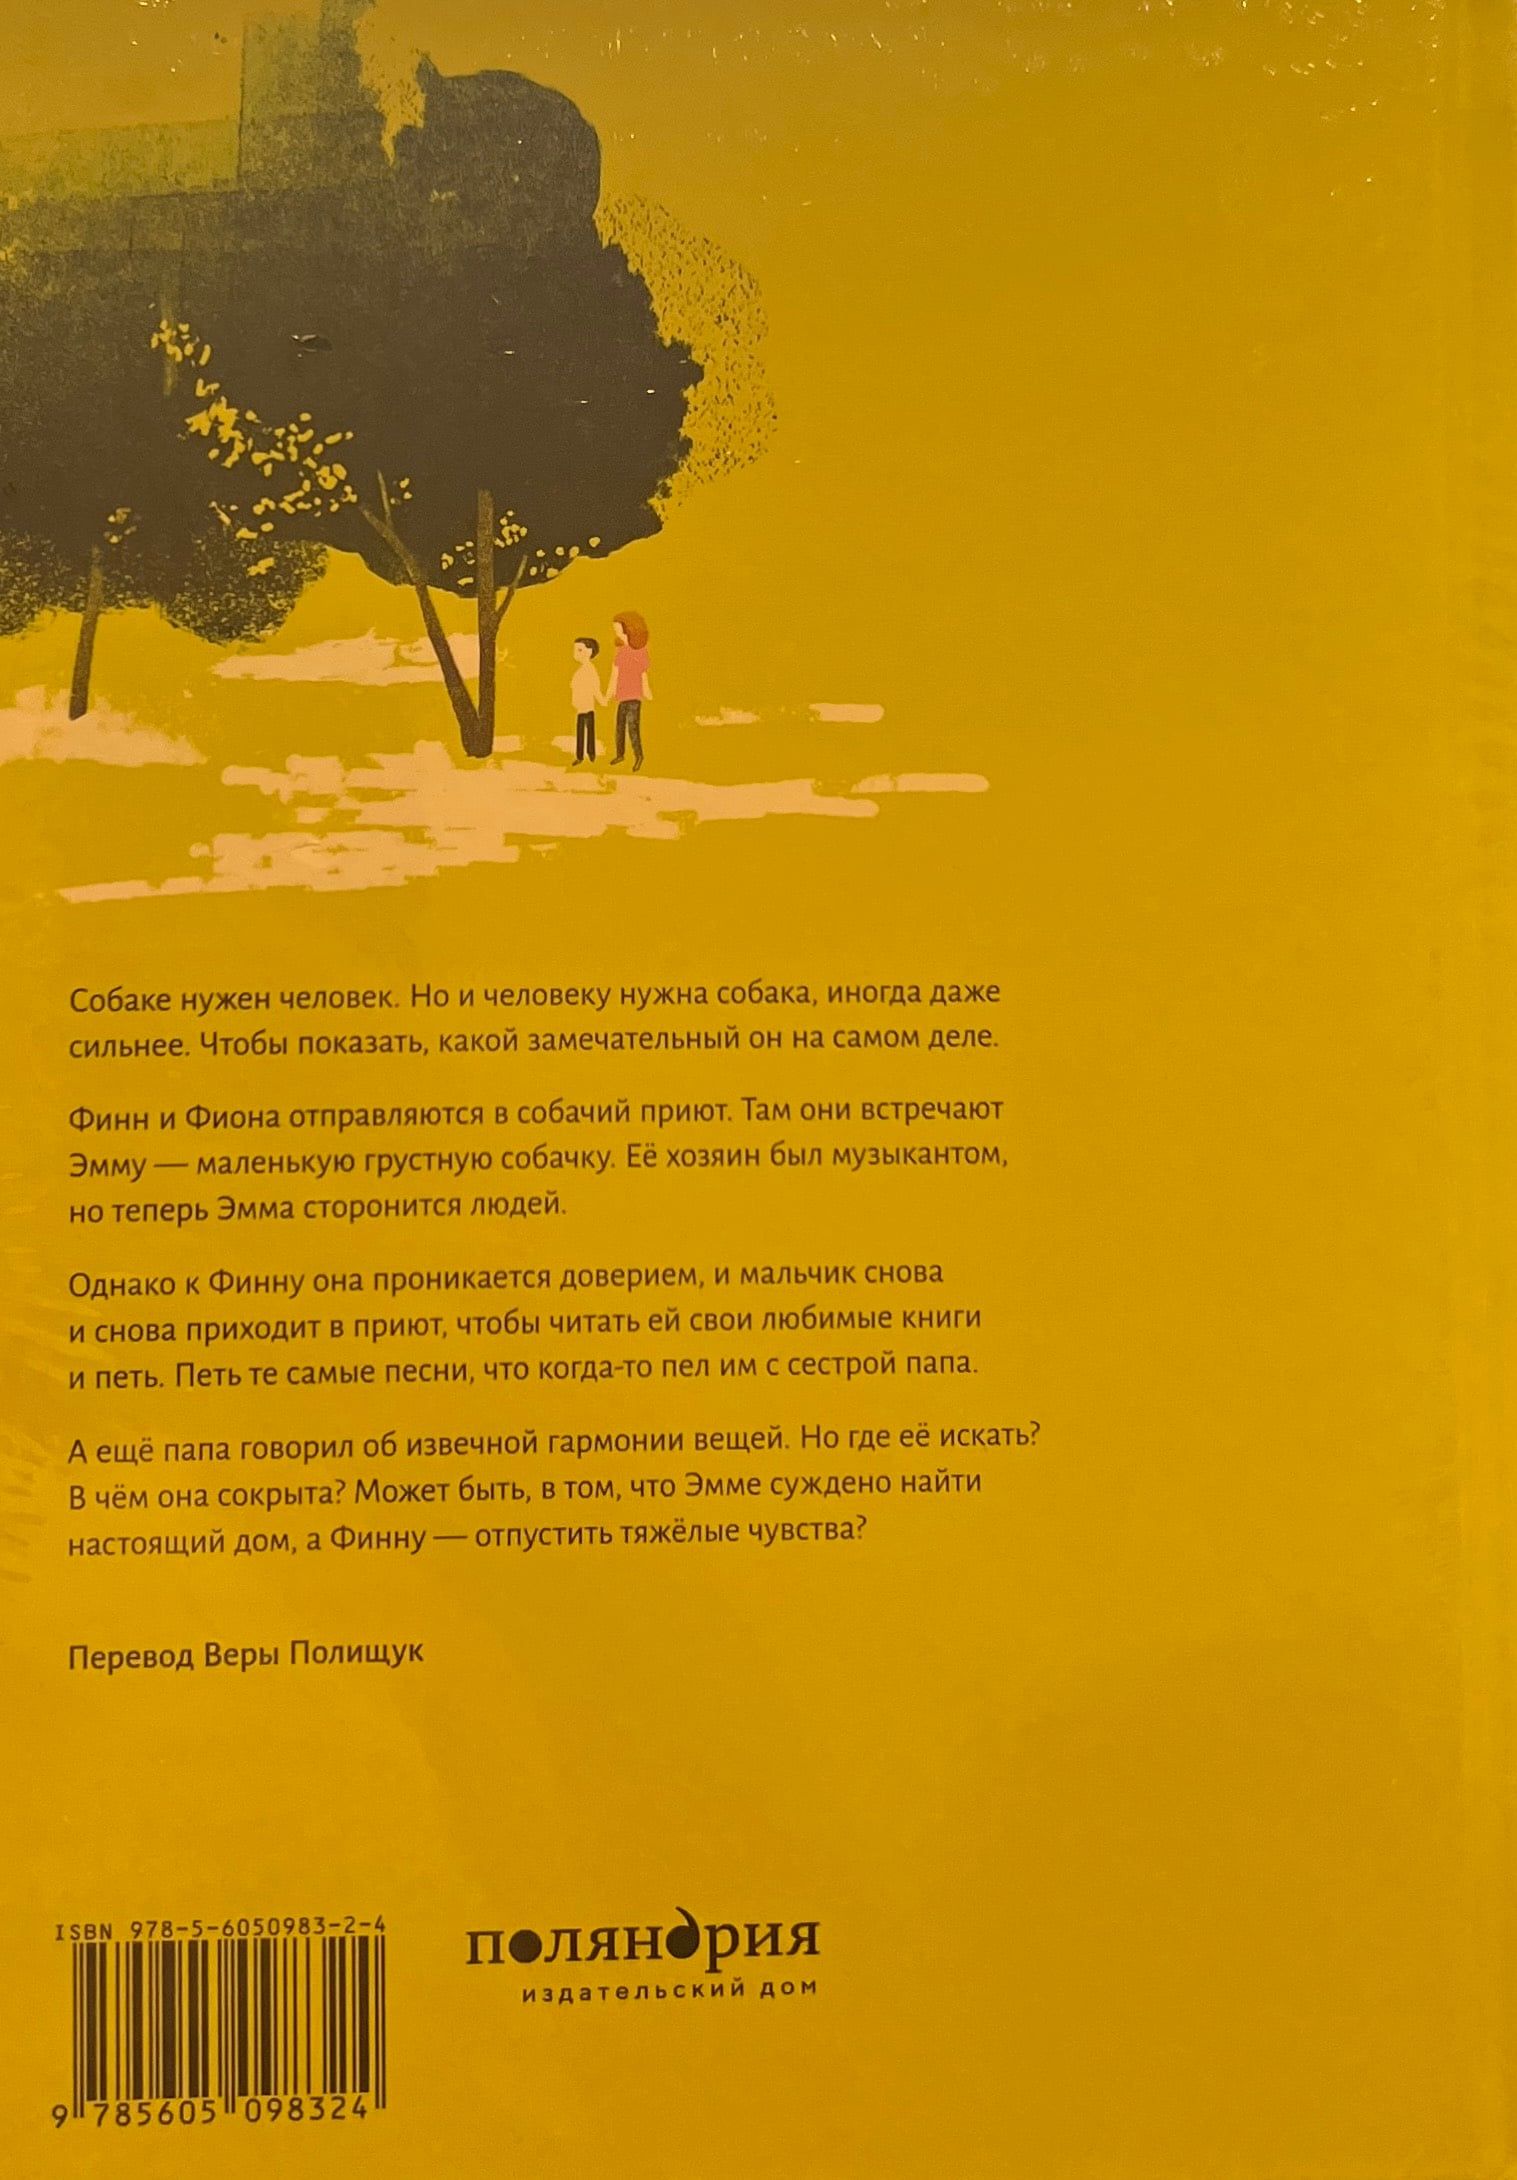 Собаке нужен человек. Но и человеку нужна собака, иногда даже
сильнее. Чтобы показать, какой замечательный он на самом деле.
Финн и Фиона отправляются в собачий приют. Там они встречают
Эмму — маленькую грустную собачку. Её хозяин был музыкантом,
но теперь Эмма сторонится людей.
Однако к Финну она проникается доверием, и мальчик снова
и снова приходит в приют, чтобы читать ей свои любимые книги
и петь. Петь те самые песни, что когда-то пел им с сестрой папа.
А ещё папа говорил об извечной гармонии вещей. Но где её искать?
В чём она сокрыта? Может быть, в том, что Эмме суждено найти
настоящий дом, а Финну — отпустить тяжёлые чувства?
Перевод Веры Полищук
ISBN 978-5-6050983-2-4
9 785605 098324
поляндрия
издательский дом